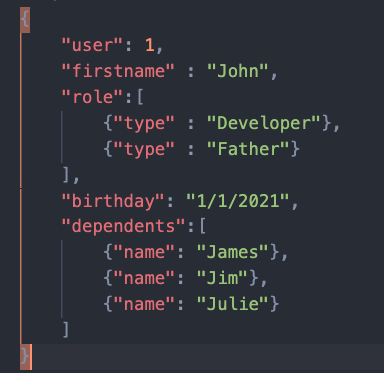 {
    "user": 1,
    "firstname" : "John",
    "role":[
        {"type" : "Developer"},
        {"type" : "Father"}
    ],
    "birthday": "1/1/2021",
    "dependents":[
        {"name": "James"},
        {"name": "Jim"},
        {"name": "Julie"}
    ]
}